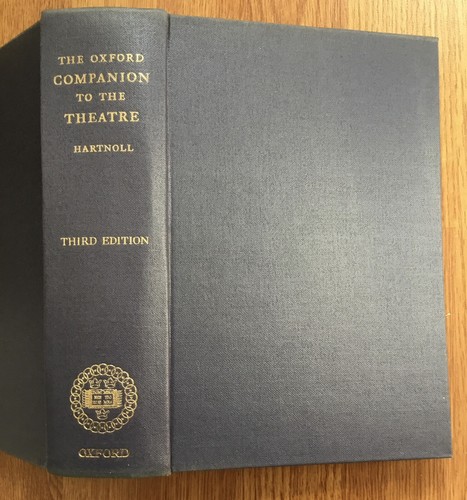 THE OXFORD
COMPANION
TO THE
THEATRE
HARTNOLL
THIRD EDITION
OXFORD